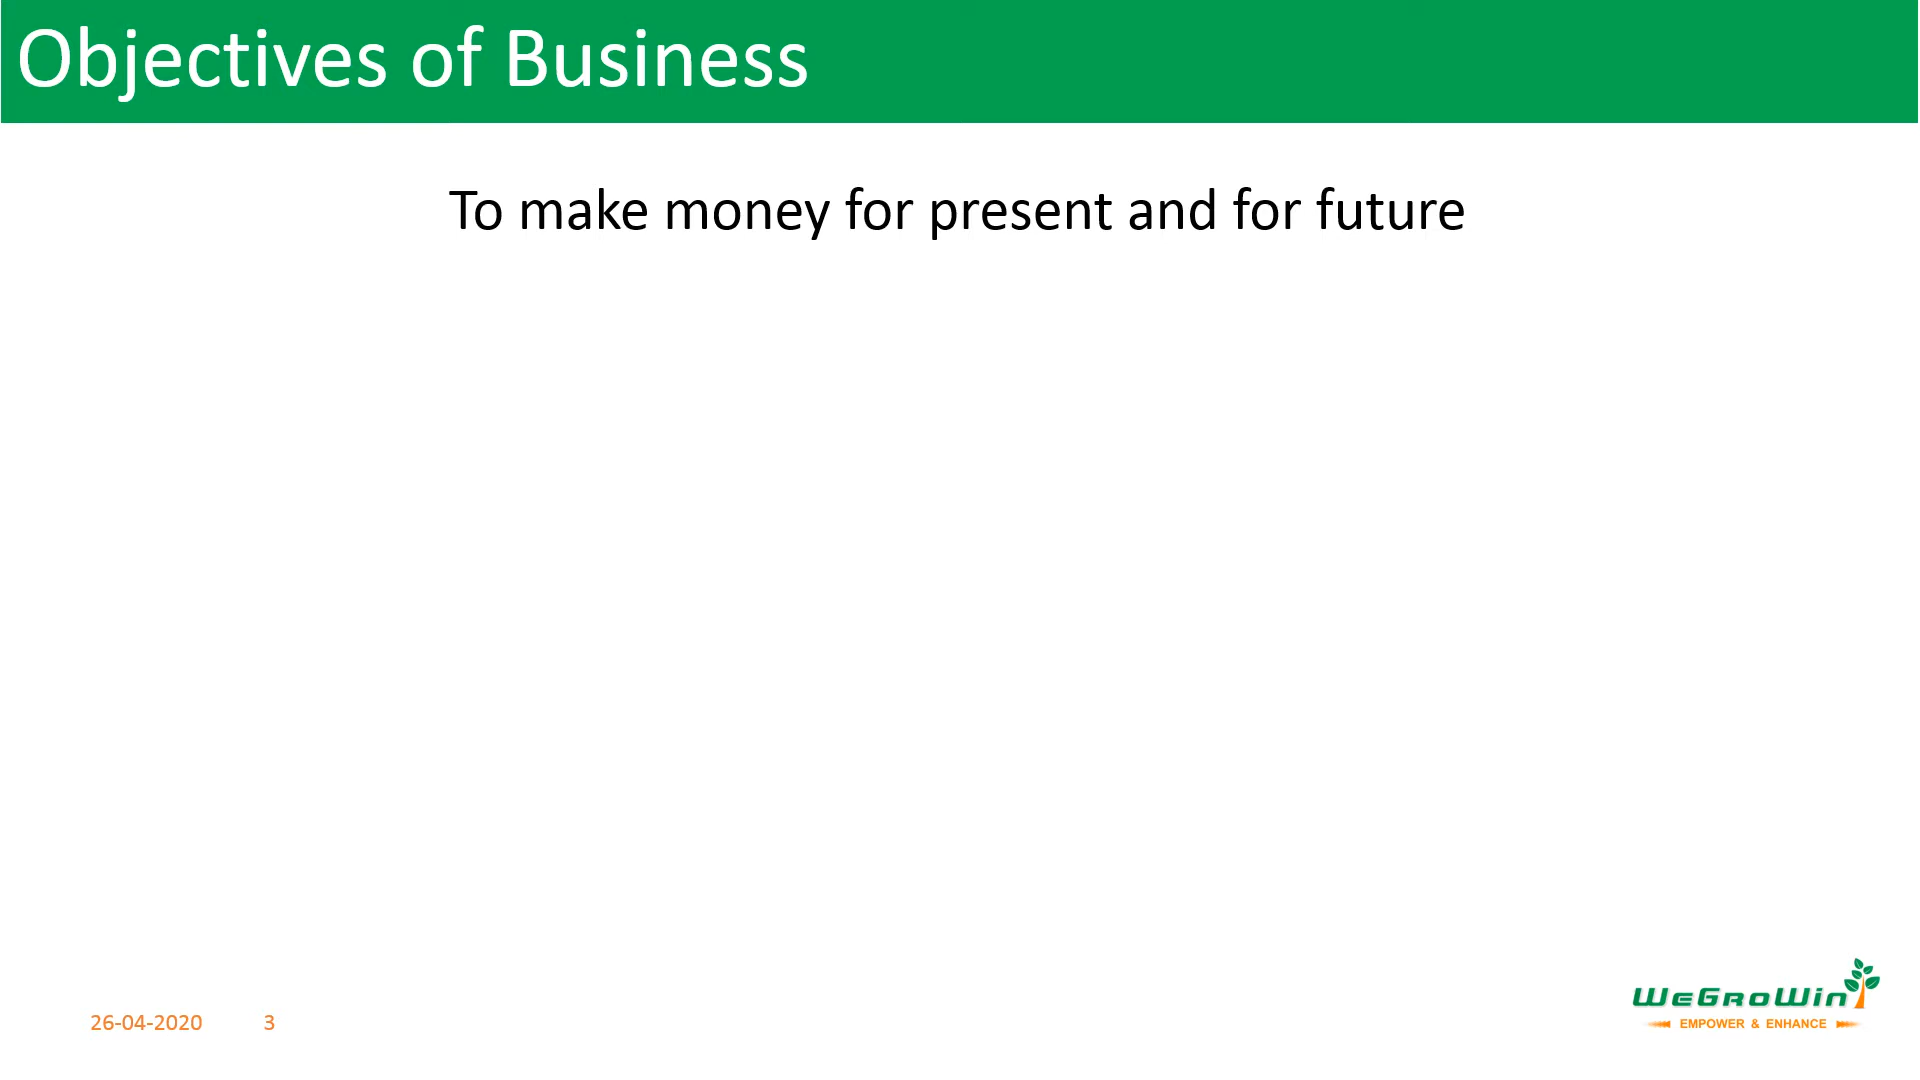 Objectives of Business
To make money for present and for future
26-04-2020 3
WeGroWin
EMPOWER & ENHANCE